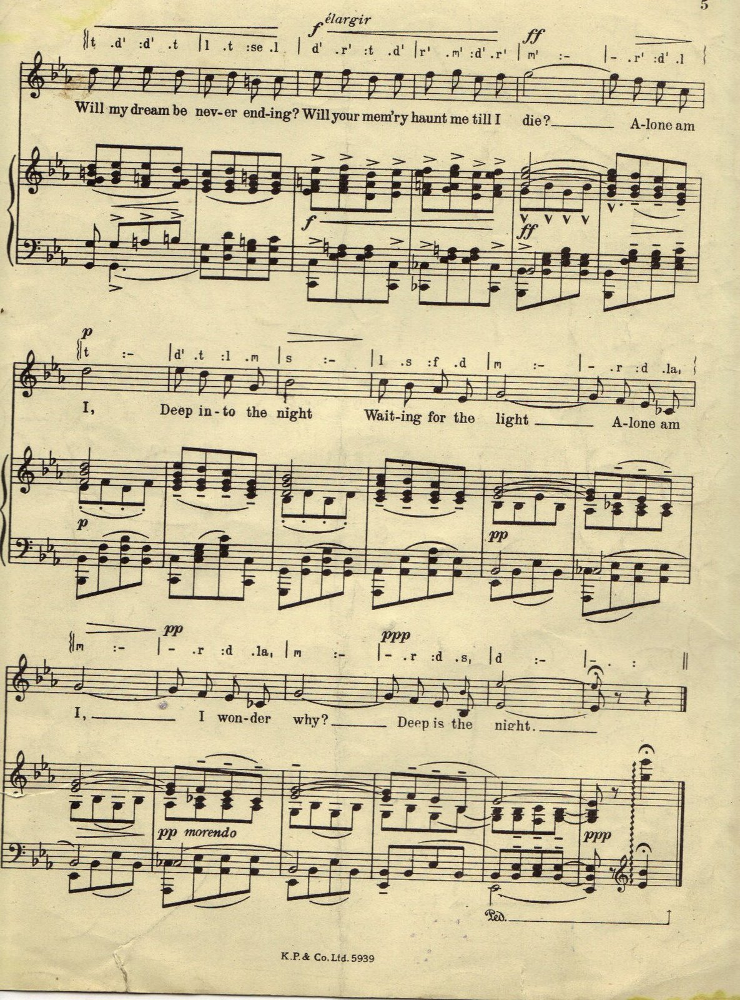 5
f élargir
ff
t .d' :d' .t | l .t :se .l | d' .r' :t .d' | r' .m' :d' .r' | m' :– | – .r' :d' .l
Will my dream be nev-er end-ing? Will your mem'ry haunt me till I die? A-lone am
f ff
p
t :– | d' .t :l .m | s :– | l .s :f .d | m :– | – .r :d .la,
I, Deep in-to the night Wait-ing for the light A-lone am
p pp
pp ppp
m :– | – .r :d .la, | m :– | – .r :d .s, | d :– | – . :
I, I won-der why? Deep is the night.
pp morendo ppp
Ped.
K.P. & Co. Ltd. 5939